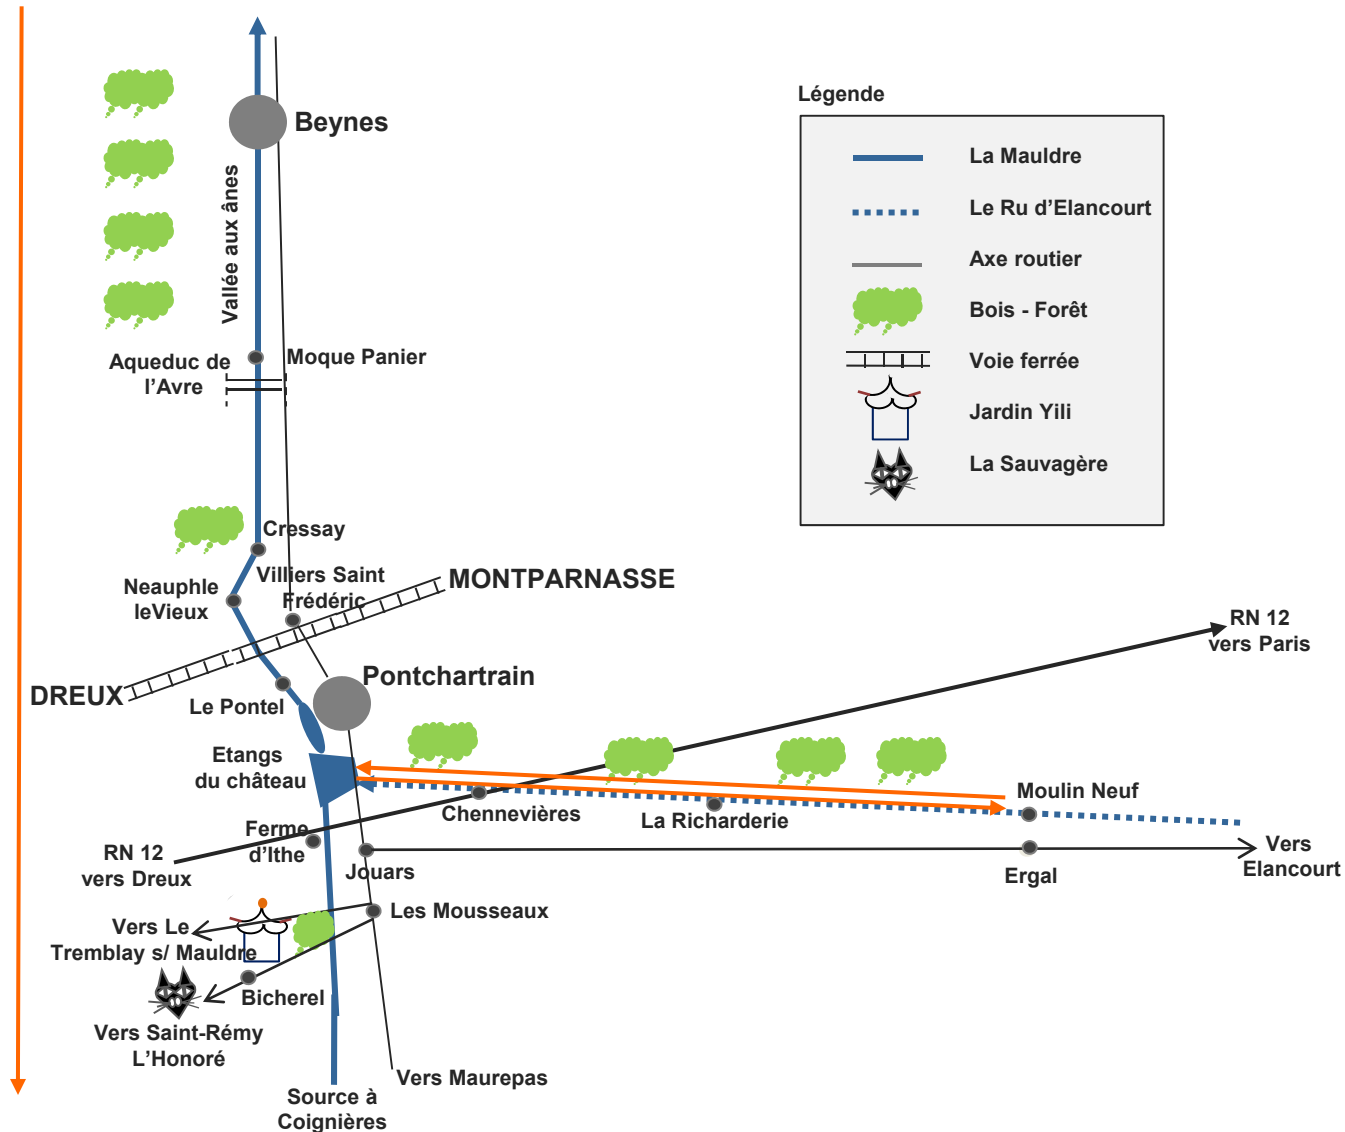 Légende
La Mauldre
Le Ru d’Elancourt
Axe routier
Bois - Forêt
Voie ferrée
Jardin Yili
La Sauvagère
Beynes
Vallée aux ânes
Aqueduc de
l’Avre
Moque Panier
Cressay
Neauphle
leVieux
Villiers Saint
Frédéric
MONTPARNASSE
DREUX
Le Pontel
Pontchartrain
RN 12
vers Paris
Etangs
du château
Chennevières
La Richarderie
Moulin Neuf
Ferme
d’Ithe
RN 12
vers Dreux
Jouars
Ergal
Vers
Elancourt
Les Mousseaux
Vers Le
Tremblay s/ Mauldre
Bicherel
Vers Saint-Rémy
L’Honoré
Vers Maurepas
Source à
Coignières